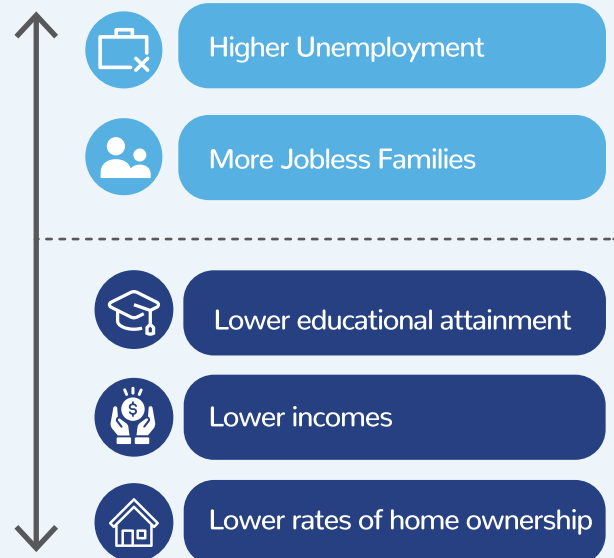 Higher Unemployment
More Jobless Families
Lower educational attainment
$
Lower incomes
Lower rates of home ownership